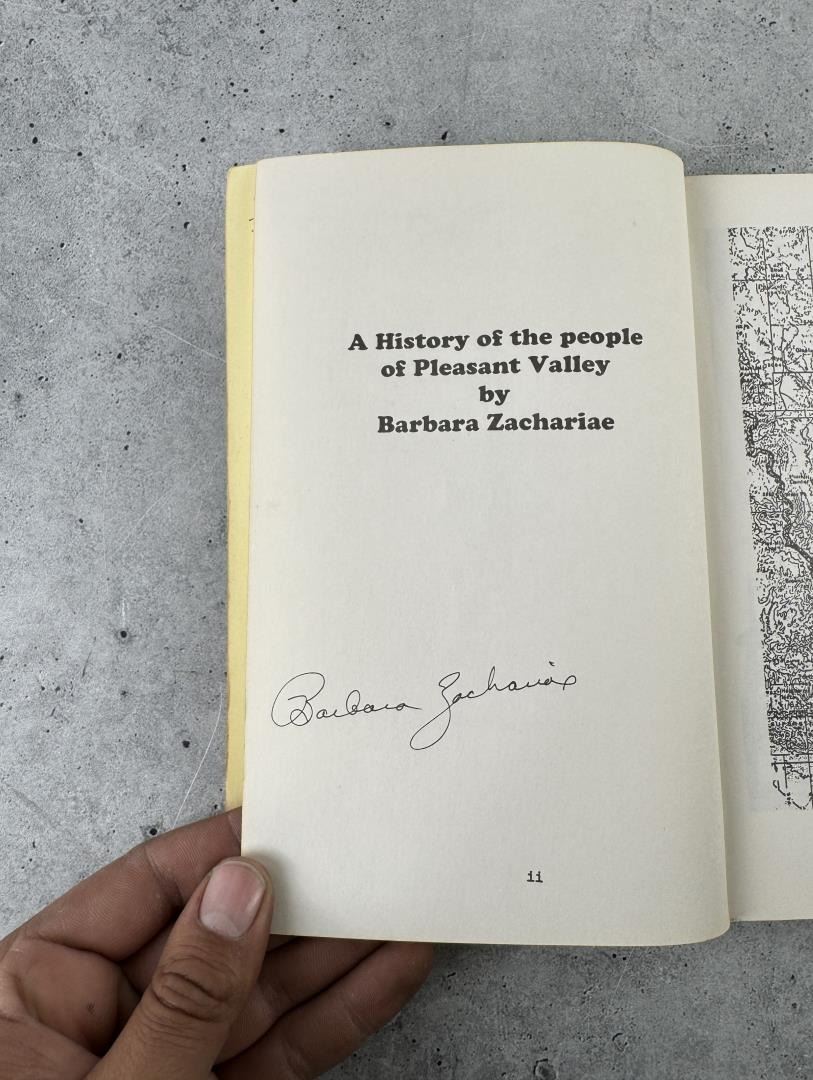 A History of the people
of Pleasant Valley
by
Barbara Zachariae
Barbara Zachariae
ii